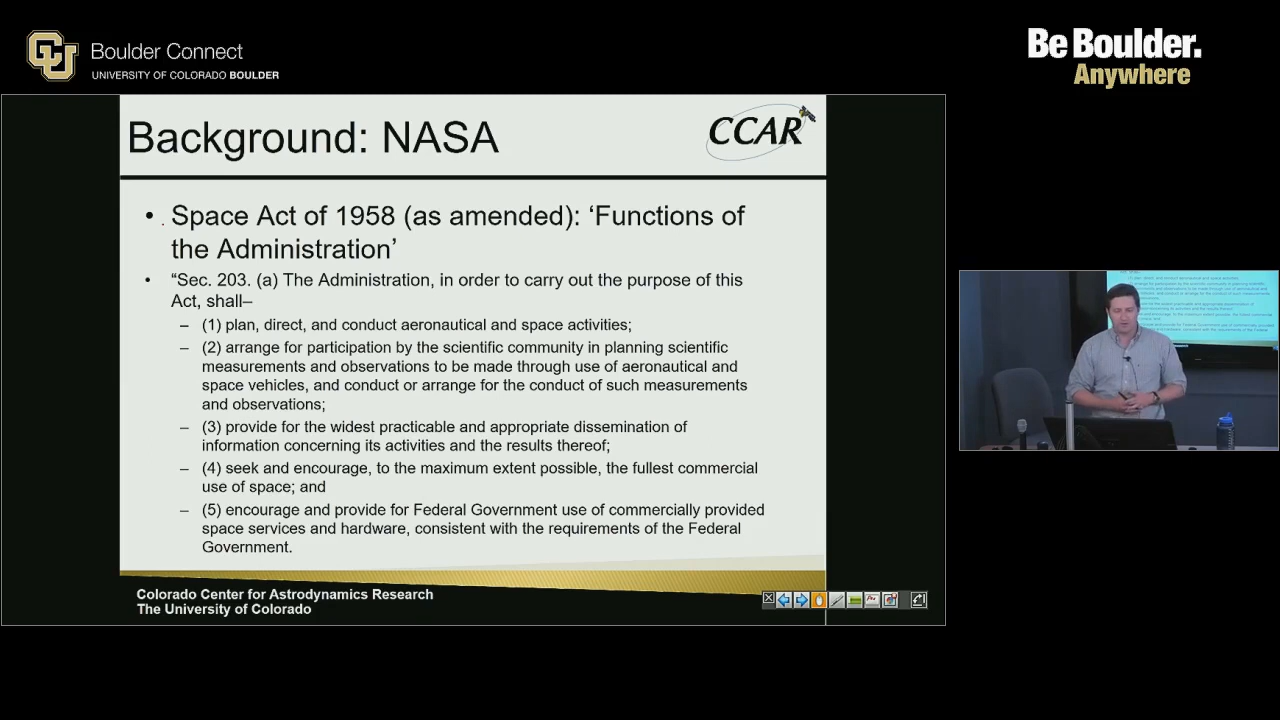 Boulder Connect
UNIVERSITY OF COLORADO BOULDER
Be Boulder.
Anywhere
Background: NASA
CCAR
• Space Act of 1958 (as amended): ‘Functions of
the Administration’
• “Sec. 203. (a) The Administration, in order to carry out the purpose of this
Act, shall–
– (1) plan, direct, and conduct aeronautical and space activities;
– (2) arrange for participation by the scientific community in planning scientific
measurements and observations to be made through use of aeronautical and
space vehicles, and conduct or arrange for the conduct of such measurements
and observations;
– (3) provide for the widest practicable and appropriate dissemination of
information concerning its activities and the results thereof;
– (4) seek and encourage, to the maximum extent possible, the fullest commercial
use of space; and
– (5) encourage and provide for Federal Government use of commercially provided
space services and hardware, consistent with the requirements of the Federal
Government.
Colorado Center for Astrodynamics Research
The University of Colorado